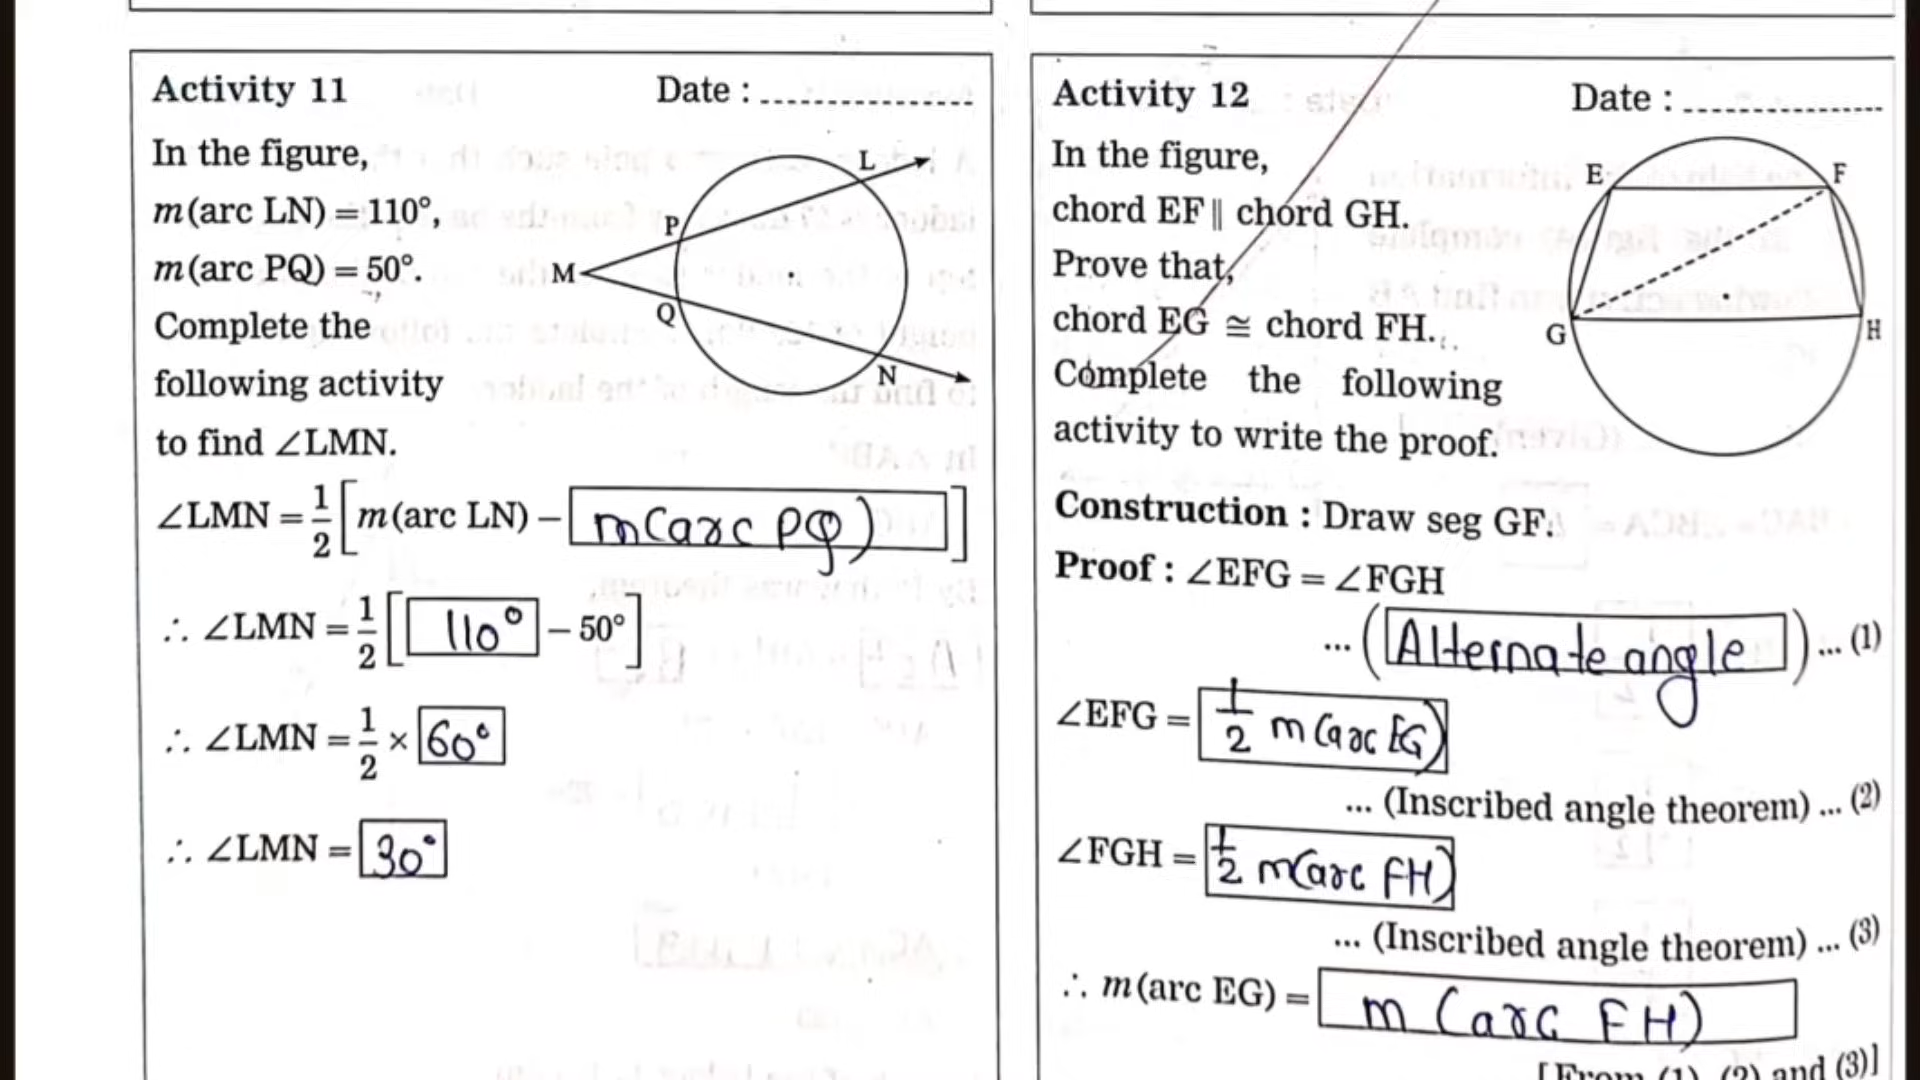 Activity 11 Date : ................
In the figure,
m(arc LN) = 110°,
m(arc PQ) = 50°.
Complete the
following activity
to find ∠LMN.
L
P
M
Q
N
∠LMN = 1/2 [ m(arc LN) – m(arc PQ) ]
∴ ∠LMN = 1/2 [ 110° – 50° ]
∴ ∠LMN = 1/2 × 60°
∴ ∠LMN = 30°
Activity 12 Date : ................
In the figure,
chord EF ∥ chord GH.
Prove that,
chord EG ≅ chord FH.
Complete the following
activity to write the proof.
E F
G H
Construction : Draw seg GF.
Proof : ∠EFG = ∠FGH
... (Alternate angle) ... (1)
∠EFG = 1/2 m(arc EG)
... (Inscribed angle theorem) ... (2)
∠FGH = 1/2 m(arc FH)
... (Inscribed angle theorem) ... (3)
∴ m(arc EG) = m (arc FH)
[From (1), (2) and (3)]